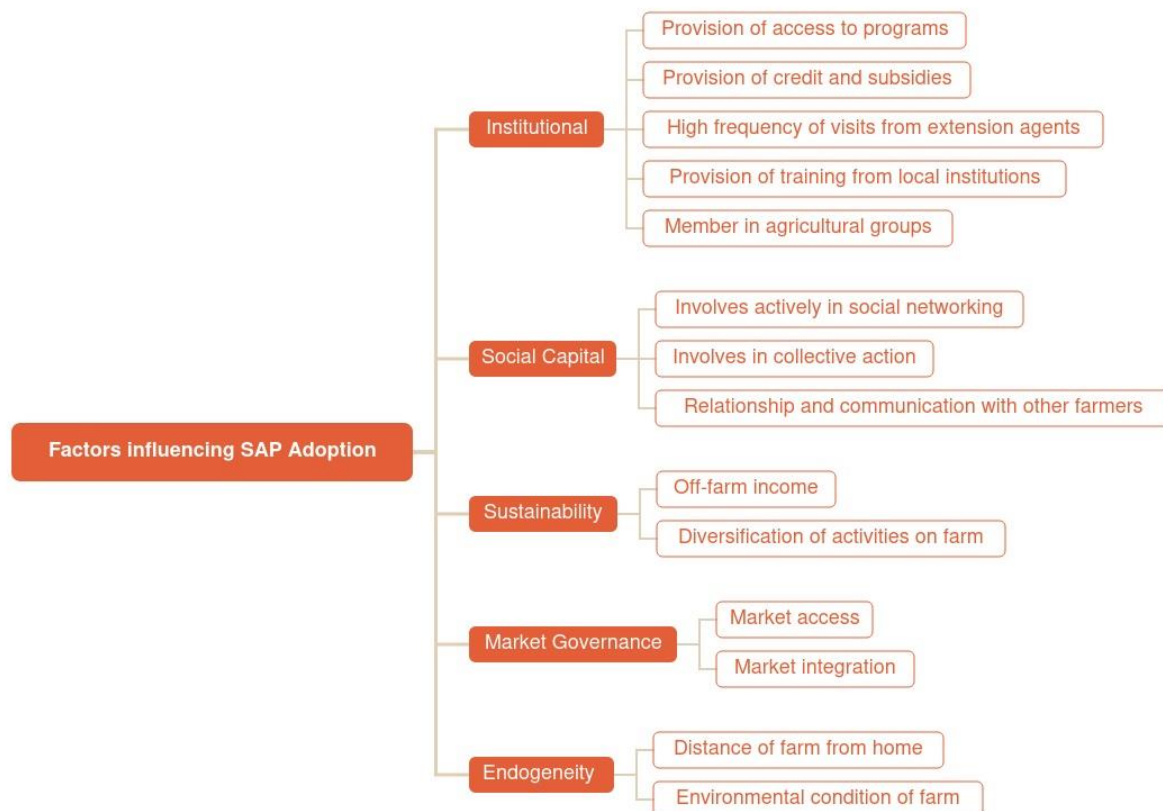 Factors influencing SAP Adoption
Institutional
Provision of access to programs
Provision of credit and subsidies
High frequency of visits from extension agents
Provision of training from local institutions
Member in agricultural groups
Social Capital
Involves actively in social networking
Involves in collective action
Relationship and communication with other farmers
Sustainability
Off-farm income
Diversification of activities on farm
Market Governance
Market access
Market integration
Endogeneity
Distance of farm from home
Environmental condition of farm